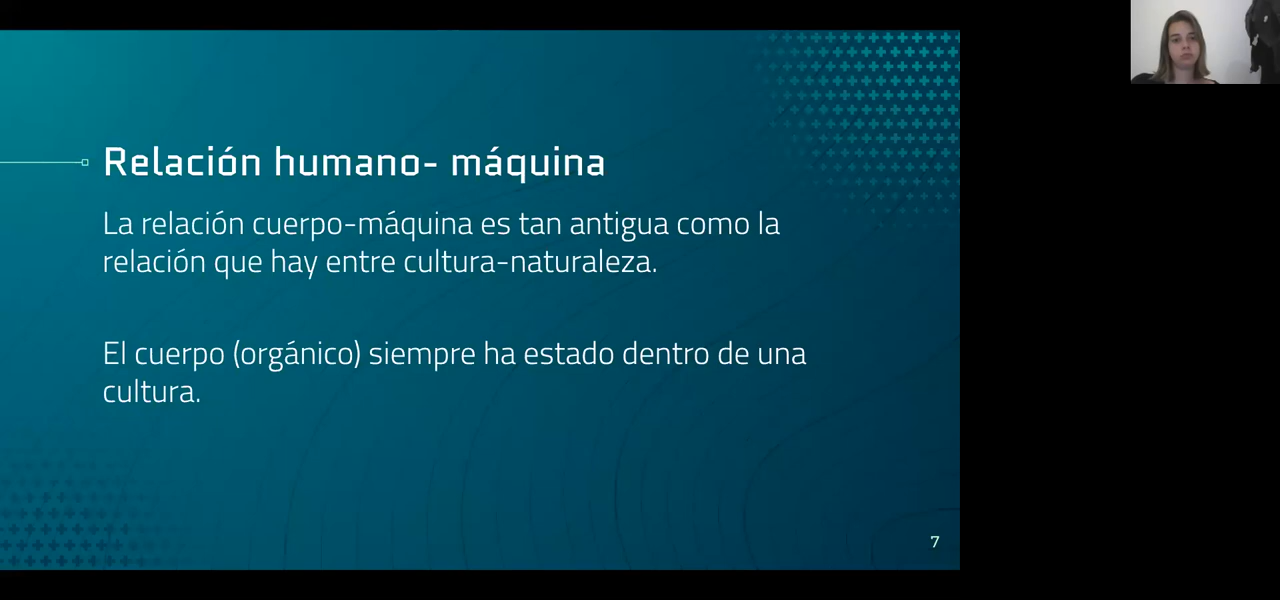 Relación humano- máquina
La relación cuerpo-máquina es tan antigua como la
relación que hay entre cultura-naturaleza.
El cuerpo (orgánico) siempre ha estado dentro de una
cultura.
7